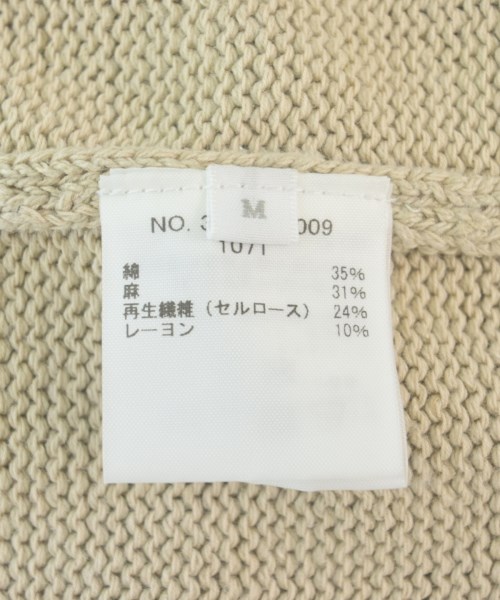 M
NO. 3 009
綿 35%
麻 31%
再生繊維（セルロース） 24%
レーヨン 10%